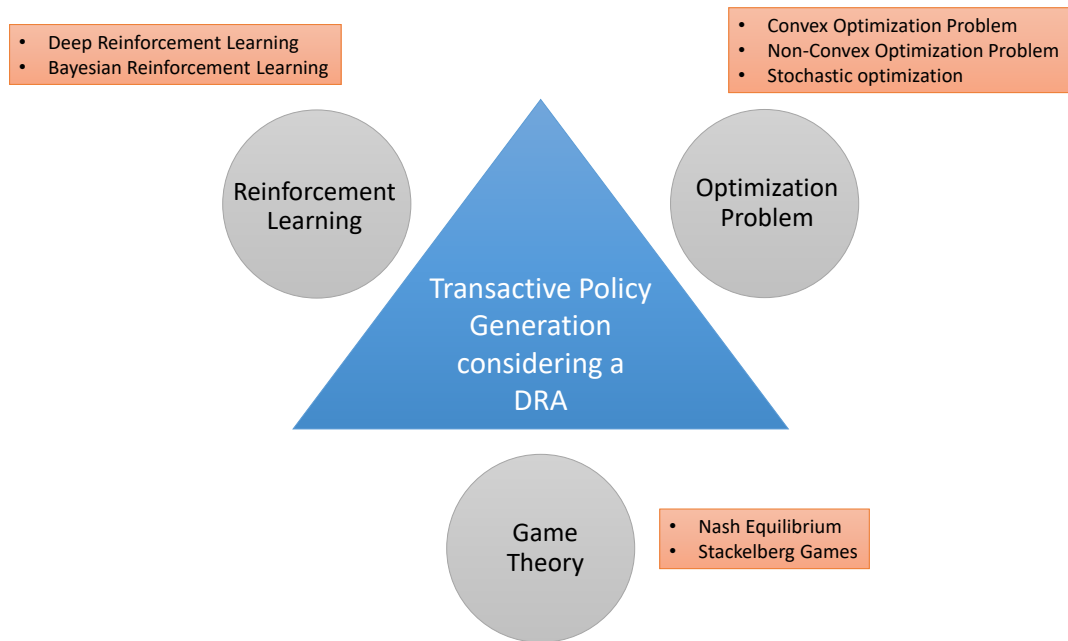 • Deep Reinforcement Learning
• Bayesian Reinforcement Learning
• Convex Optimization Problem
• Non-Convex Optimization Problem
• Stochastic optimization
Reinforcement
Learning
Optimization
Problem
Transactive Policy
Generation
considering a
DRA
Game
Theory
• Nash Equilibrium
• Stackelberg Games